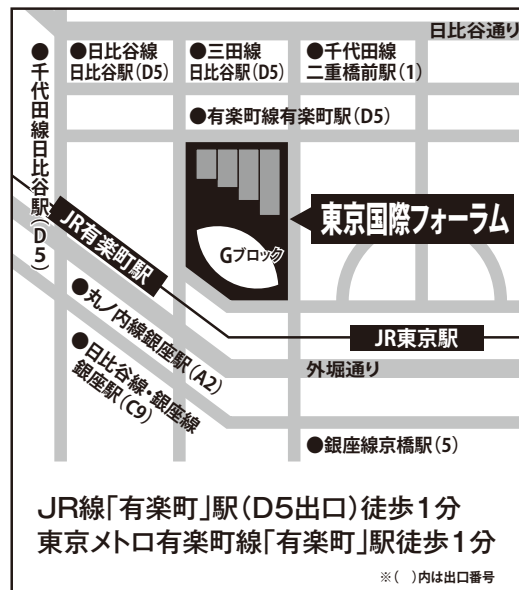 日比谷通り
●日比谷線
日比谷駅(D5)
●三田線
日比谷駅(D5)
●千代田線
二重橋前駅(1)
●千代田線日比谷駅(D5)
●有楽町線有楽町駅(D5)
東京国際フォーラム
Gブロック
JR有楽町駅
●丸ノ内線銀座駅(A2)
●日比谷線・銀座線
銀座駅(C9)
JR東京駅
外堀通り
●銀座線京橋駅(5)
JR線「有楽町」駅(D5出口)徒歩1分
東京メトロ有楽町線「有楽町」駅徒歩1分
※(　)内は出口番号